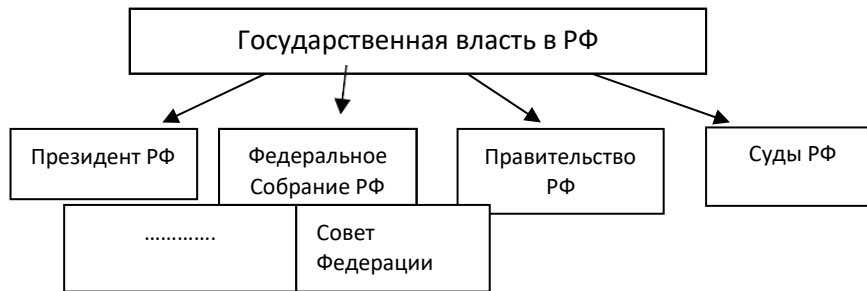 Государственная власть в РФ
Президент РФ
Федеральное
Собрание РФ
Правительство
РФ
Суды РФ
………….
Совет
Федерации